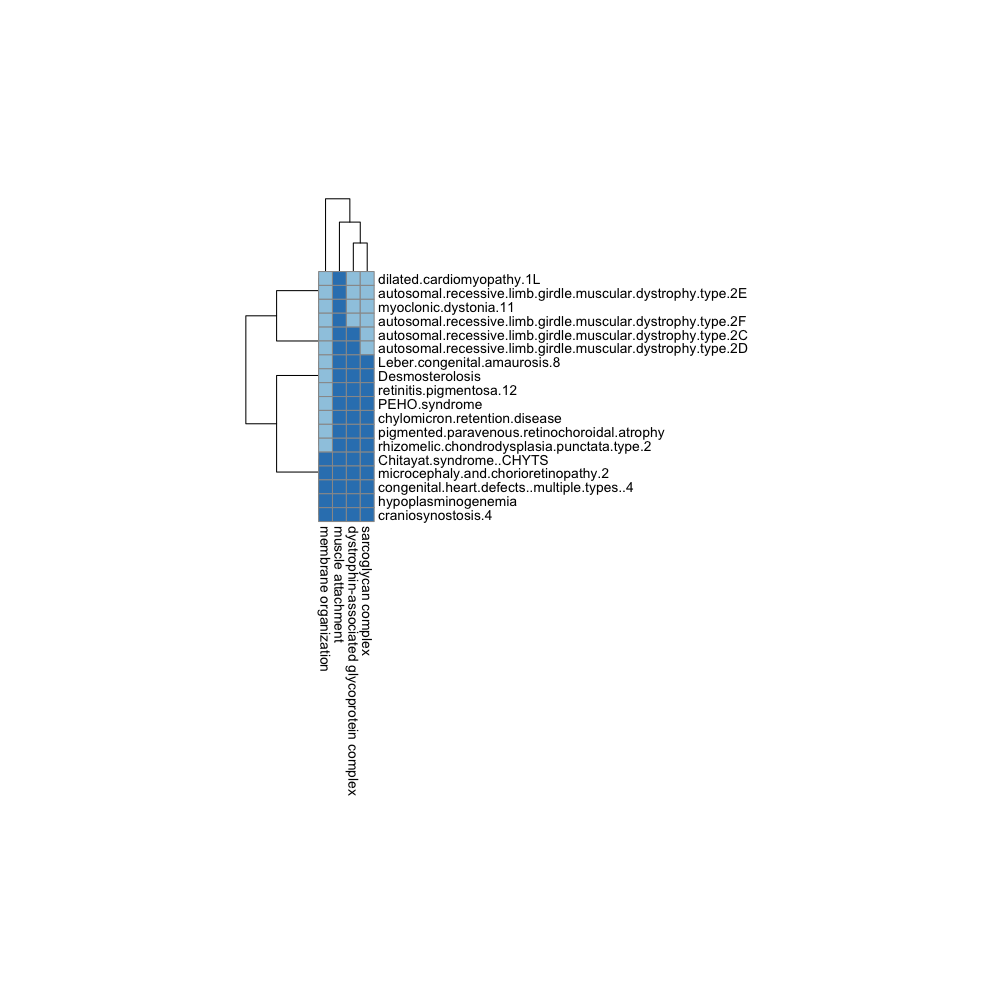 dilated.cardiomyopathy.1L
autosomal.recessive.limb.girdle.muscular.dystrophy.type.2E
myoclonic.dystonia.11
autosomal.recessive.limb.girdle.muscular.dystrophy.type.2F
autosomal.recessive.limb.girdle.muscular.dystrophy.type.2C
autosomal.recessive.limb.girdle.muscular.dystrophy.type.2D
Leber.congenital.amaurosis.8
Desmosterolosis
retinitis.pigmentosa.12
PEHO.syndrome
chylomicron.retention.disease
pigmented.paravenous.retinochoroidal.atrophy
rhizomelic.chondrodysplasia.punctata.type.2
Chitayat.syndrome..CHYTS
microcephaly.and.chorioretinopathy.2
congenital.heart.defects..multiple.types..4
hypoplasminogenemia
craniosynostosis.4
membrane organization
muscle attachment
dystrophin-associated glycoprotein complex
sarcoglycan complex